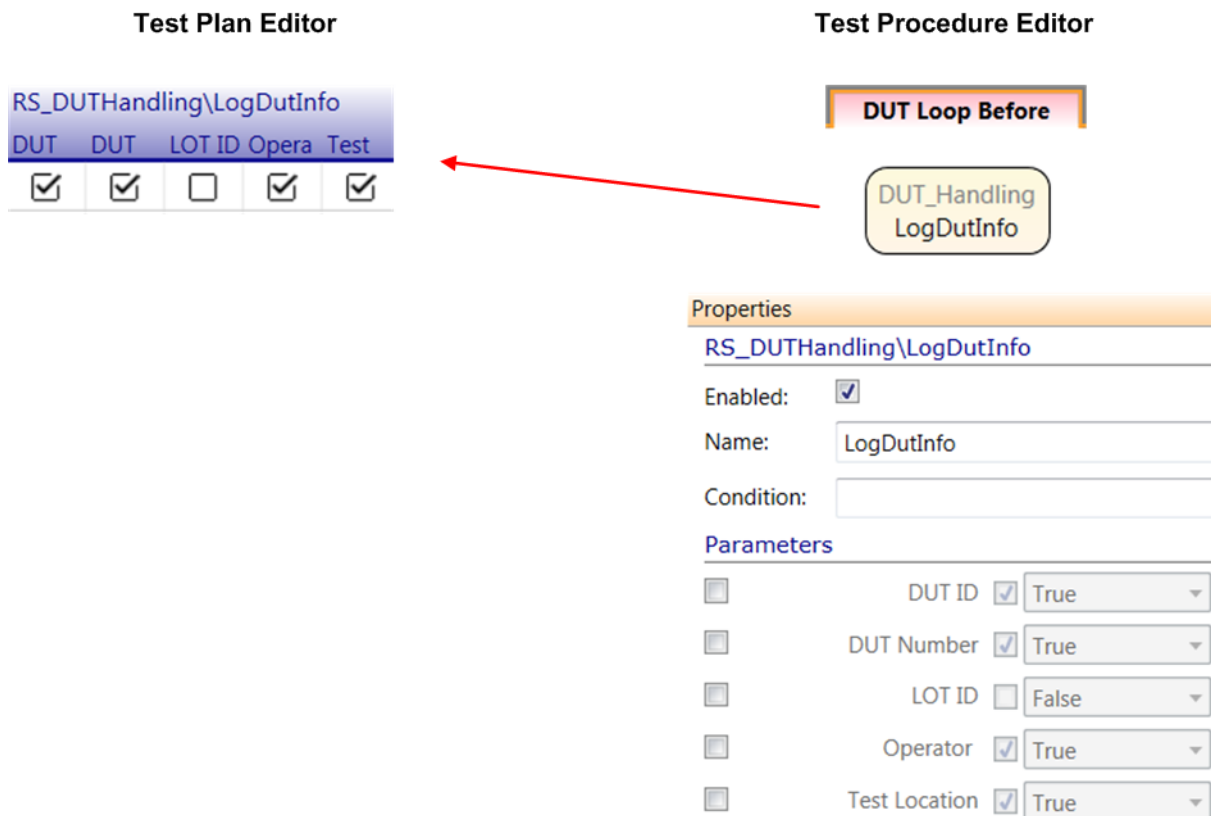 Test Plan Editor
Test Procedure Editor
RS_DUTHandling\LogDutInfo
DUT DUT LOT ID Opera Test
DUT Loop Before
DUT_Handling
LogDutInfo
Properties
RS_DUTHandling\LogDutInfo
Enabled:
Name: LogDutInfo
Condition:
Parameters
DUT ID True
DUT Number True
LOT ID False
Operator True
Test Location True